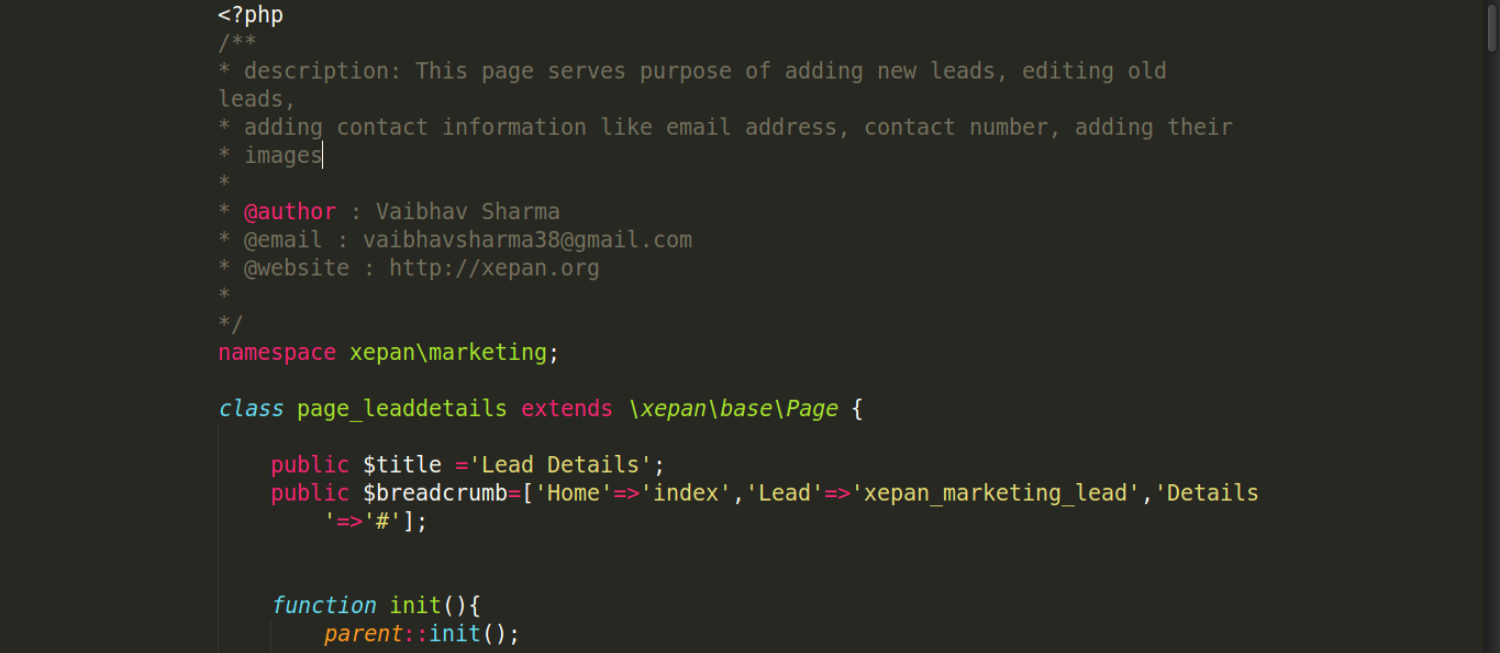 <?php
/**
* description: This page serves purpose of adding new leads, editing old
leads,
* adding contact information like email address, contact number, adding their
* images
*
* @author : Vaibhav Sharma
* @email : vaibhavsharma38@gmail.com
* @website : http://xepan.org
*
*/
namespace xepan\marketing;
class page_leaddetails extends \xepan\base\Page {
public $title ='Lead Details';
public $breadcrumb=['Home'=>'index','Lead'=>'xepan_marketing_lead','Details
'=>'#'];
function init(){
parent::init();